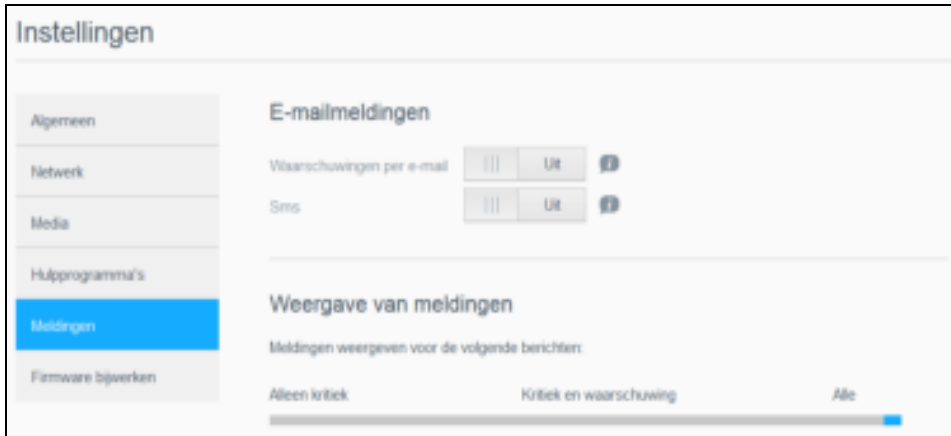 Instellingen
Algemeen
Netwerk
Media
Hulpprogramma's
Meldingen
Firmware bijwerken
E-mailmeldingen
Waarschuwingen per e-mail
Uit
Sms
Uit
Weergave van meldingen
Meldingen weergeven voor de volgende berichten:
Alleen kritiek Kritiek en waarschuwing Alle